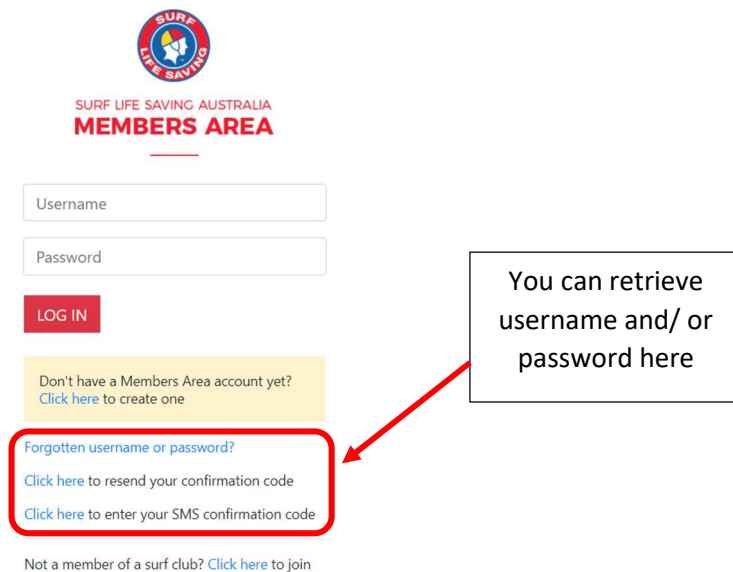 SURF
LIFE SAVING
SURF LIFE SAVING AUSTRALIA
MEMBERS AREA
Username
Password
LOG IN
Don't have a Members Area account yet?
Click here to create one
Forgotten username or password?
Click here to resend your confirmation code
Click here to enter your SMS confirmation code
Not a member of a surf club? Click here to join
You can retrieve
username and/ or
password here